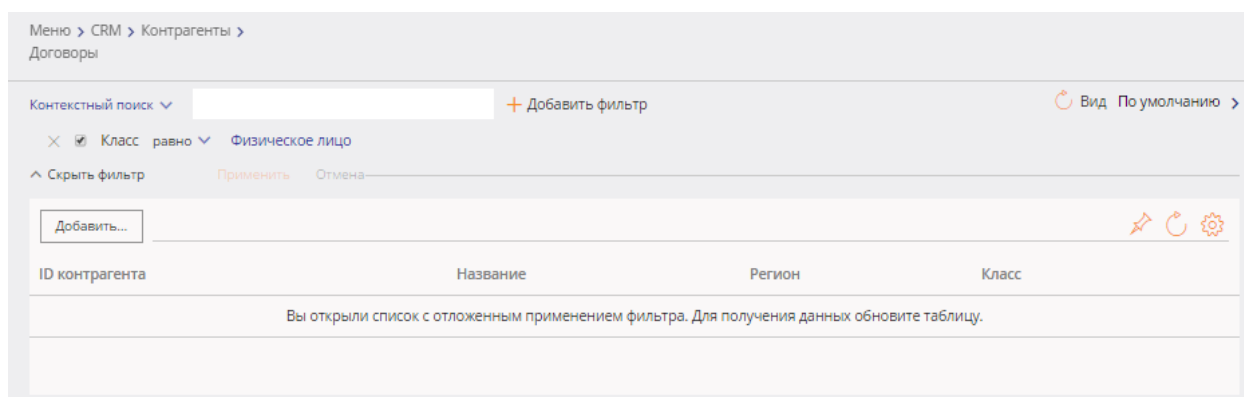 Меню > CRM > Контрагенты >
Договоры
Контекстный поиск Добавить фильтр Вид По умолчанию >
Класс равно Физическое лицо
Скрыть фильтр Применить Отмена
Добавить...
ID контрагента Название Регион Класс
Вы открыли список с отложенным применением фильтра. Для получения данных обновите таблицу.